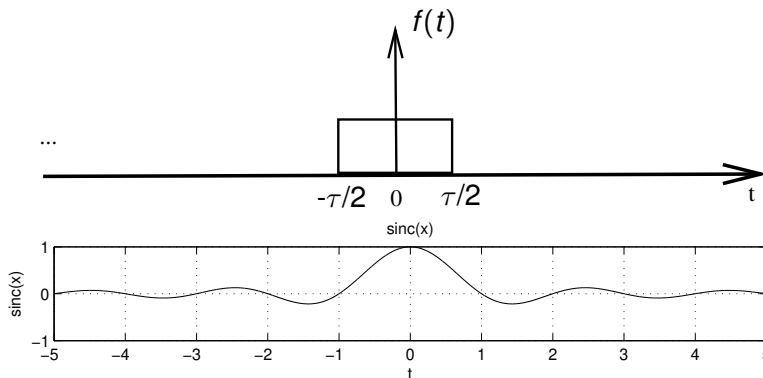 f(t)
...
-τ/2 0 τ/2 t
sinc(x)
1
0
−1
sinc(x)
−5 −4 −3 −2 −1 0 1 2 3 4
t